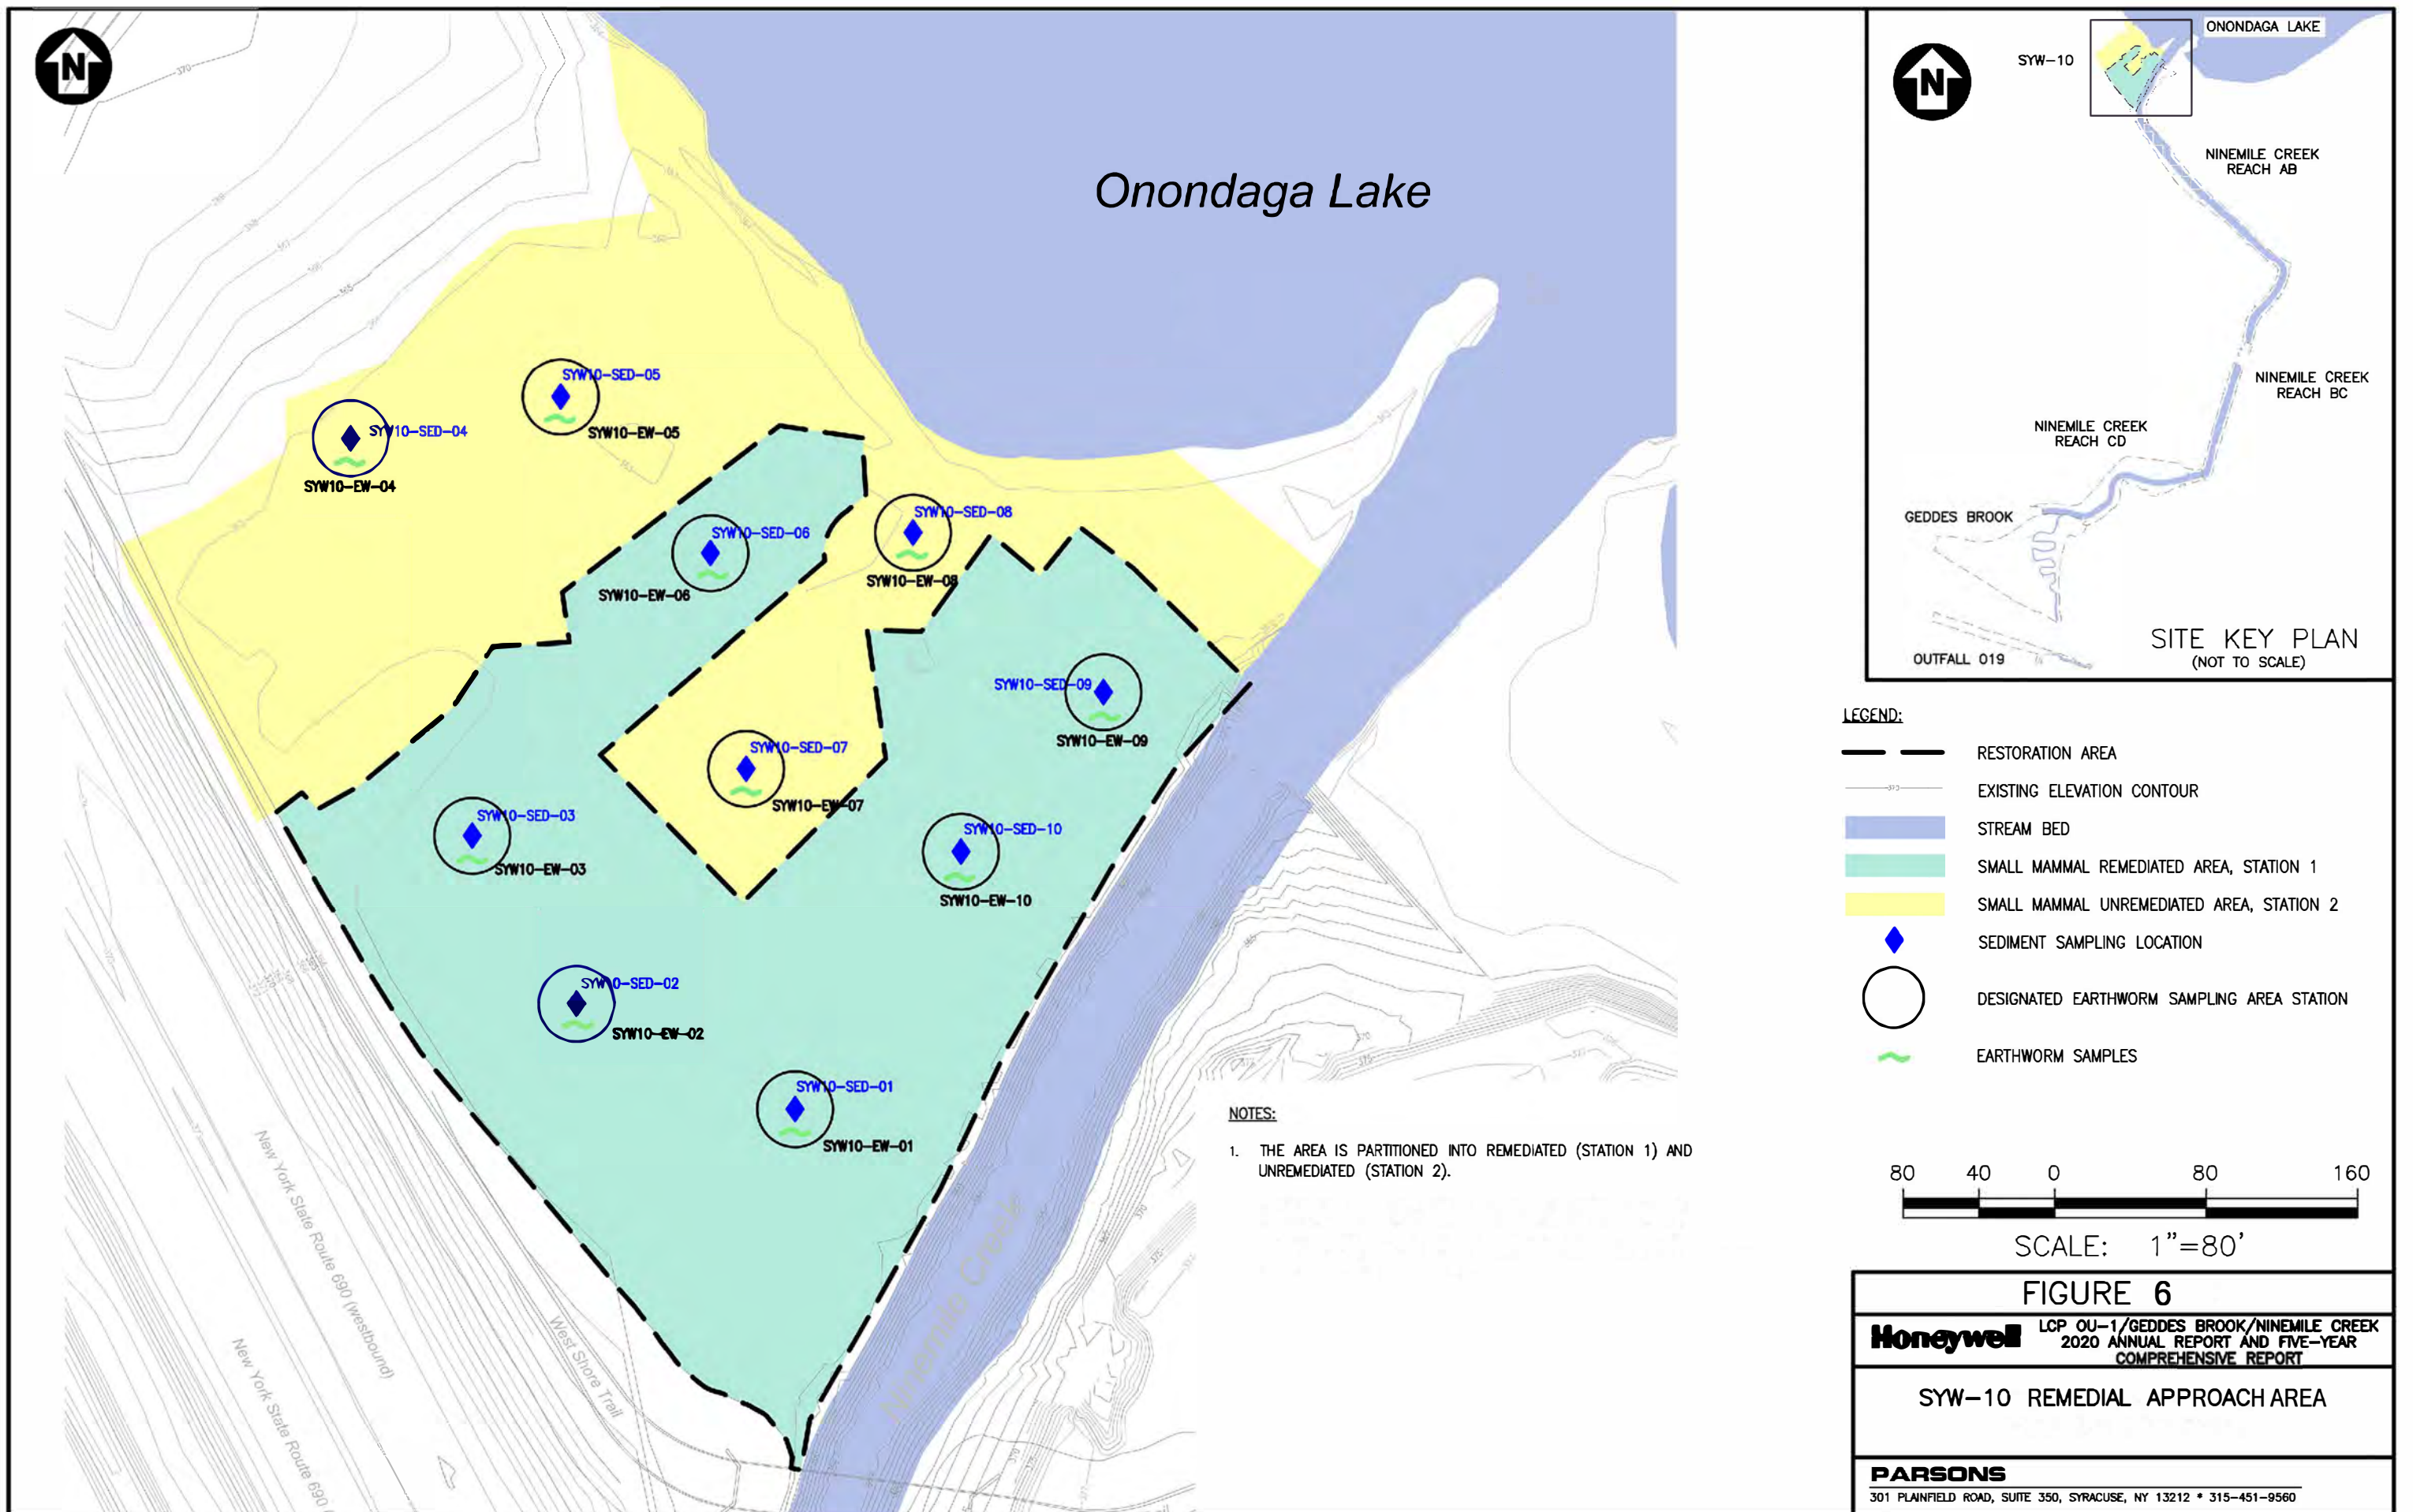 N
Onondaga Lake
SYW10-SED-05
SYW10-EW-05
SYW10-SED-04
SYW10-EW-04
SYW10-SED-08
SYW10-EW-08
SYW10-SED-06
SYW10-EW-06
SYW10-SED-09
SYW10-EW-09
SYW10-SED-07
SYW10-EW-07
SYW10-SED-03
SYW10-EW-03
SYW10-SED-10
SYW10-EW-10
SYW10-SED-02
SYW10-EW-02
SYW10-SED-01
SYW10-EW-01
New York State Route 690 (westbound)
New York State Route 690
West Shore Trail
Ninemile Creek
NOTES:
1. THE AREA IS PARTITIONED INTO REMEDIATED (STATION 1) AND
UNREMEDIATED (STATION 2).
N
ONONDAGA LAKE
SYW-10
NINEMILE CREEK
REACH AB
NINEMILE CREEK
REACH BC
NINEMILE CREEK
REACH CD
GEDDES BROOK
OUTFALL 019
SITE KEY PLAN
(NOT TO SCALE)
LEGEND:
RESTORATION AREA
EXISTING ELEVATION CONTOUR
STREAM BED
SMALL MAMMAL REMEDIATED AREA, STATION 1
SMALL MAMMAL UNREMEDIATED AREA, STATION 2
SEDIMENT SAMPLING LOCATION
DESIGNATED EARTHWORM SAMPLING AREA STATION
EARTHWORM SAMPLES
80 40 0 80 160
SCALE: 1"=80'
FIGURE 6
Honeywell
LCP OU-1/GEDDES BROOK/NINEMILE CREEK
2020 ANNUAL REPORT AND FIVE-YEAR
COMPREHENSIVE REPORT
SYW-10 REMEDIAL APPROACH AREA
PARSONS
301 PLAINFIELD ROAD, SUITE 350, SYRACUSE, NY 13212 * 315-451-9560